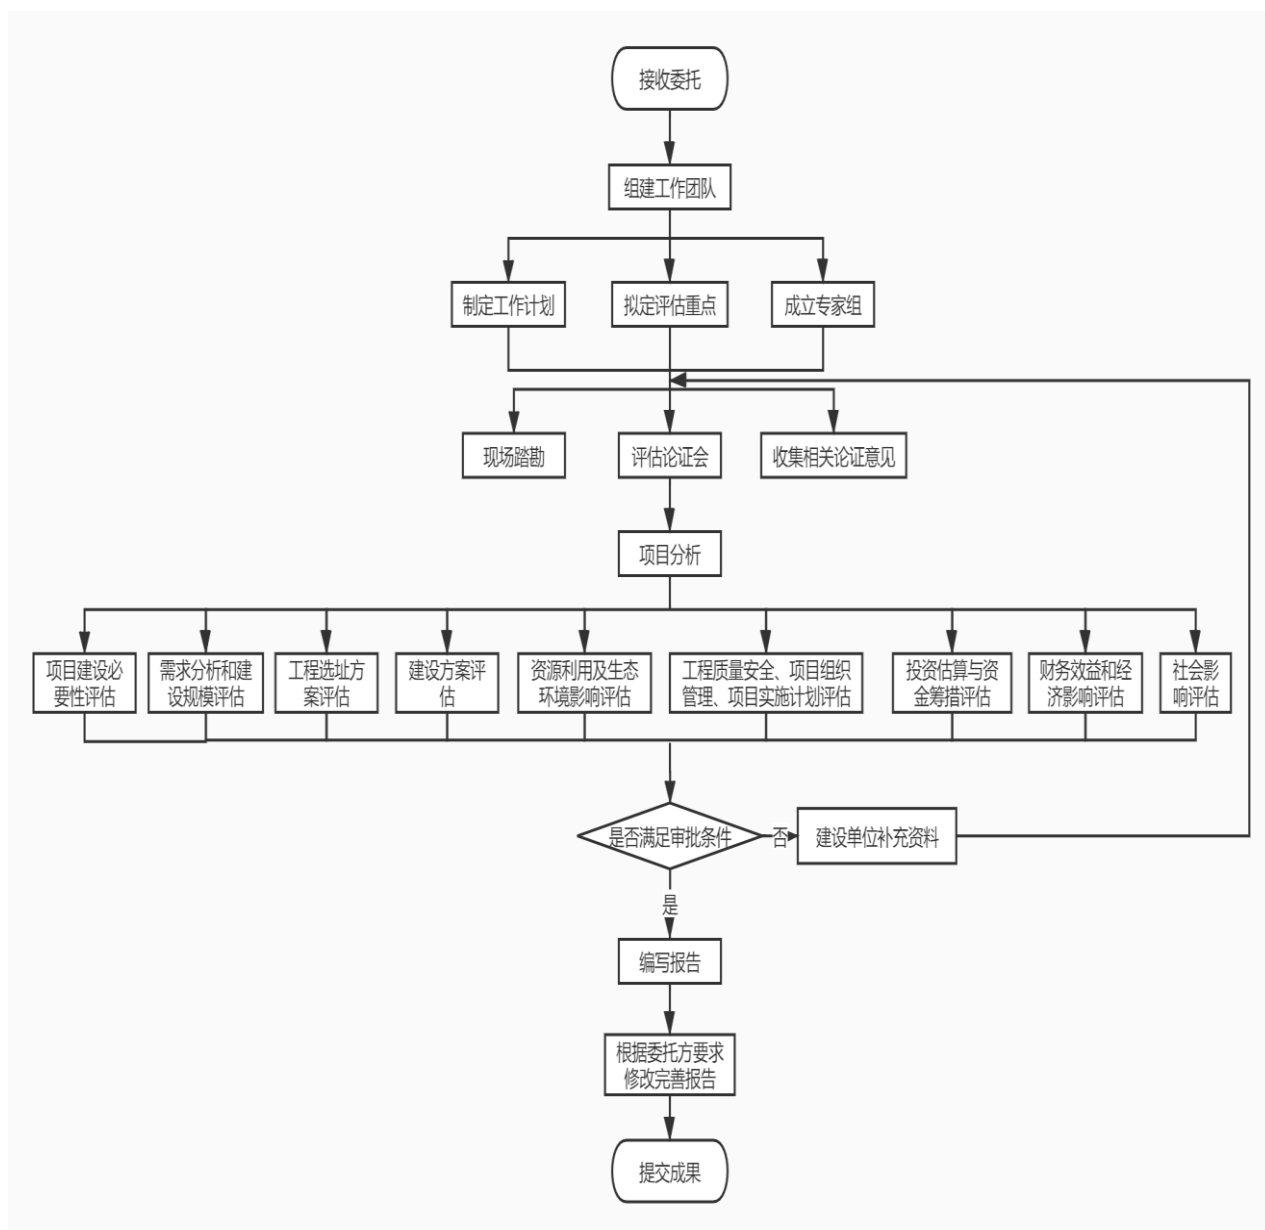 接收委托
组建工作团队
制定工作计划
拟定评估重点
成立专家组
现场踏勘
评估论证会
收集相关论证意见
项目分析
项目建设必
要性评估
需求分析和建
设规模评估
工程选址方
案评估
建设方案评
估
资源利用及生态
环境影响评估
工程质量安全、项目组织
管理、项目实施计划评估
投资估算与资
金筹措评估
财务效益和经
济影响评估
社会影
响评估
是否满足审批条件
否
建设单位补充资料
是
编写报告
根据委托方要求
修改完善报告
提交成果